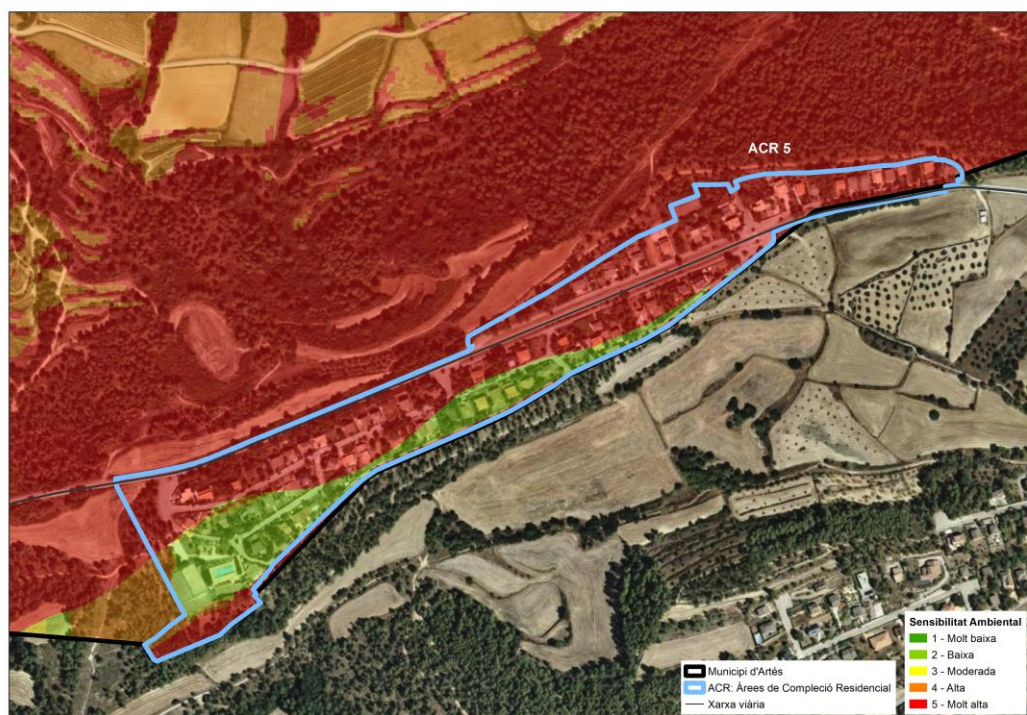 ACR 5
Sensibilitat Ambiental
1 - Molt baixa
2 - Baixa
3 - Moderada
4 - Alta
5 - Molt alta
Municipi d'Artés
ACR: Àrees de Compleció Residencial
Xarxa viària